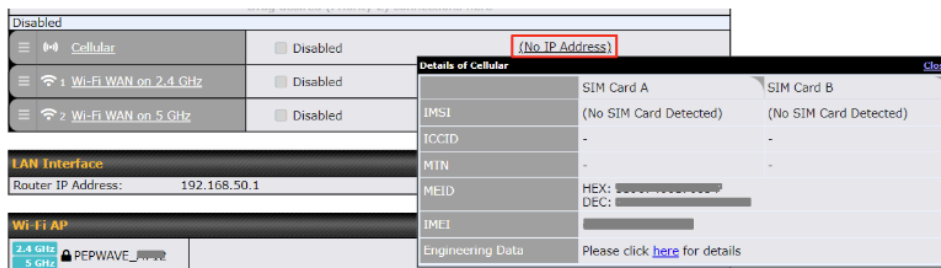 Disabled
Cellular
Disabled
(No IP Address)
1 Wi-Fi WAN on 2.4 GHz
Disabled
2 Wi-Fi WAN on 5 GHz
Disabled
Details of Cellular
Clos
SIM Card A
SIM Card B
IMSI
(No SIM Card Detected)
(No SIM Card Detected)
ICCID
-
-
MTN
-
-
MEID
HEX:
DEC:
IMEI
Engineering Data
Please click here for details
LAN Interface
Router IP Address:
192.168.50.1
Wi-Fi AP
2.4 GHz
5 GHz
PEPWAVE_